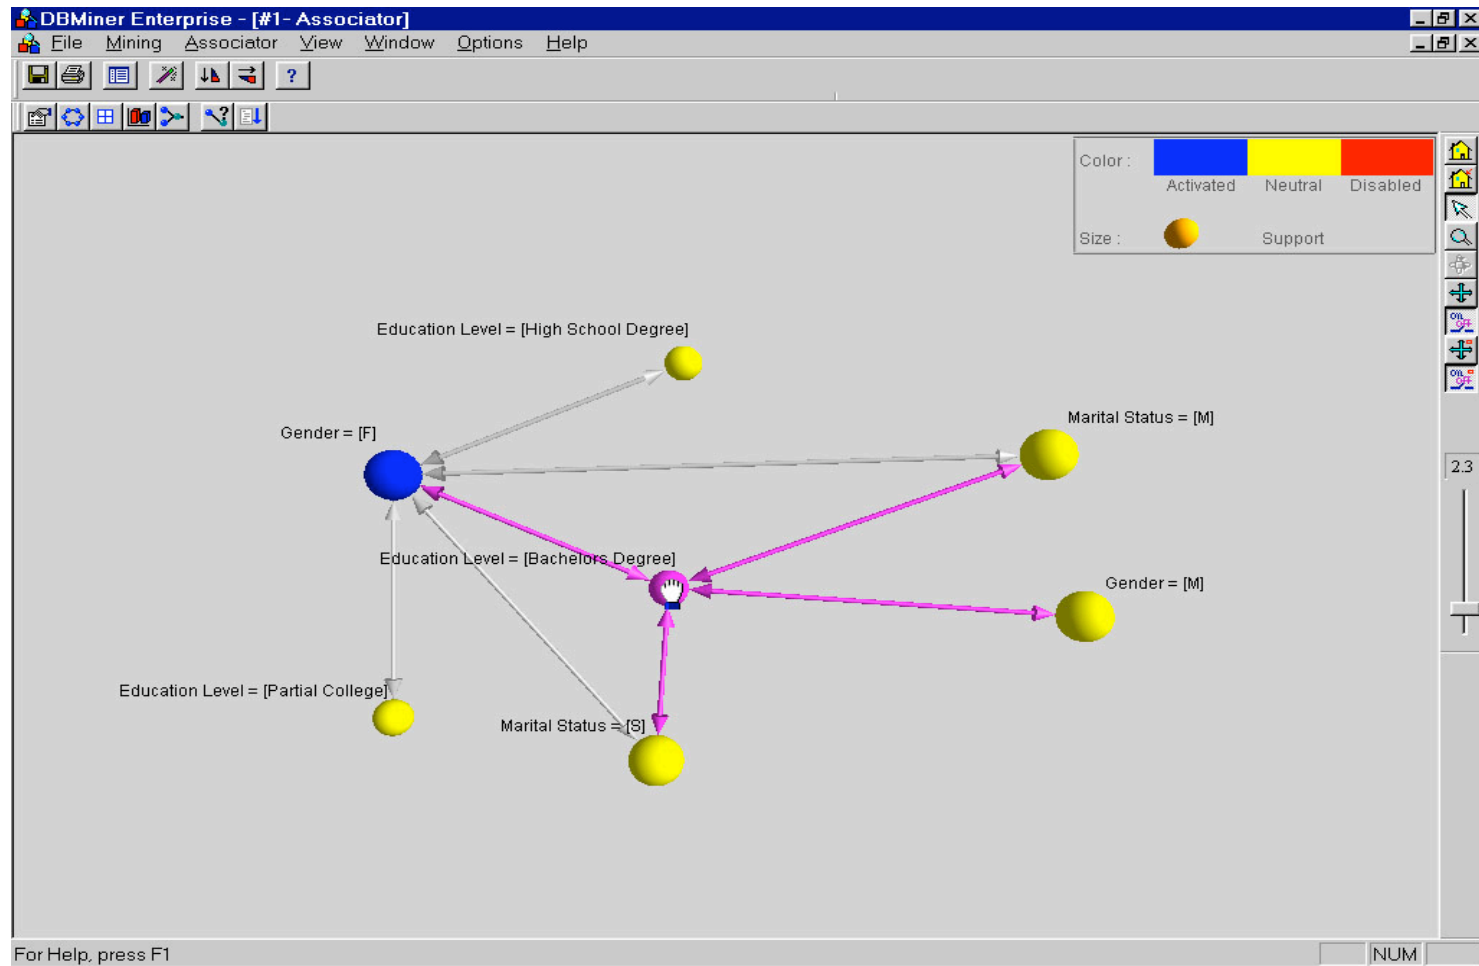 DBMiner Enterprise - [#1- Associator]
File Mining Associator View Window Options Help
?
Color :
Activated Neutral Disabled
Size : Support
Education Level = [High School Degree]
Marital Status = [M]
Gender = [F]
2.3
Education Level = [Bachelors Degree]
Gender = [M]
Education Level = [Partial College]
Marital Status = [S]
For Help, press F1 NUM